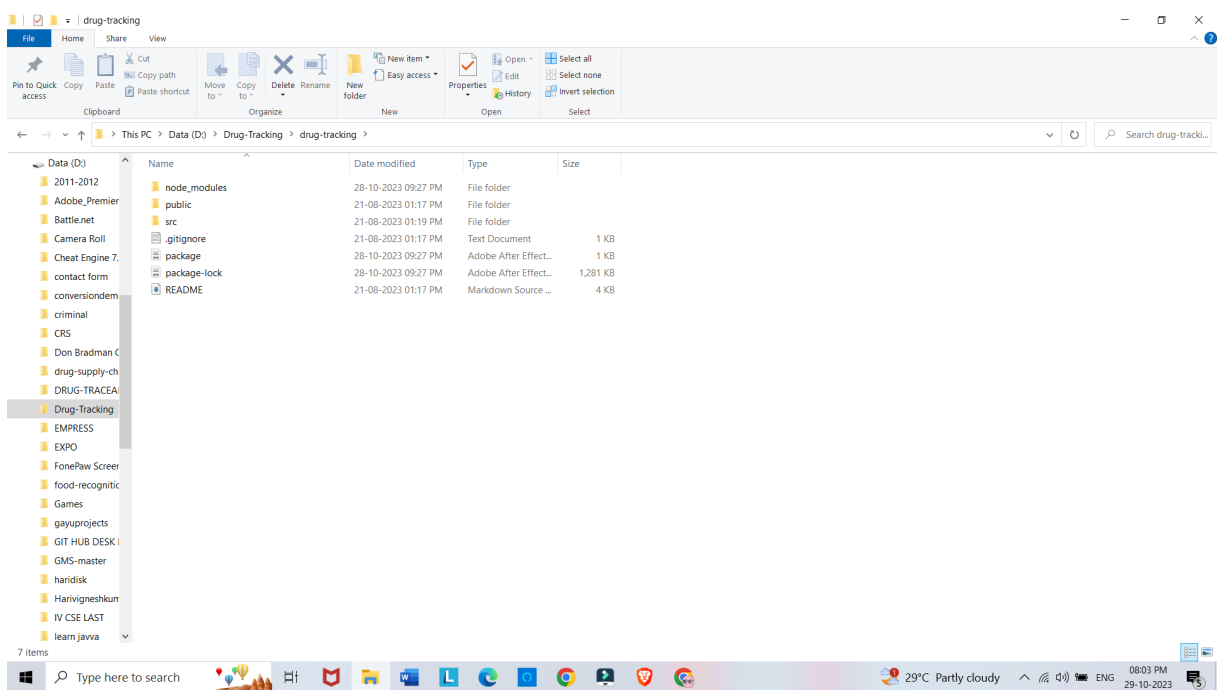 drug-tracking
File Home Share View
Pin to Quick access
Copy
Paste
Cut
Copy path
Paste shortcut
Clipboard
Move to
Copy to
Delete
Rename
Organize
New folder
New item
Easy access
New
Properties
Open
Edit
History
Open
Select all
Select none
Invert selection
Select
This PC > Data (D:) > Drug-Tracking > drug-tracking >
Search drug-tracki...
Data (D:)
2011-2012
Adobe_Premier
Battle.net
Camera Roll
Cheat Engine 7.
contact form
conversiondem
criminal
CRS
Don Bradman C
drug-supply-ch
DRUG-TRACEA
Drug-Tracking
EMPRESS
EXPO
FonePaw Screer
food-recognitic
Games
gayuprojects
GIT HUB DESK
GMS-master
haridisk
Harivigneshkum
IV CSE LAST
learn javva
Name Date modified Type Size
node_modules 28-10-2023 09:27 PM File folder
public 21-08-2023 01:17 PM File folder
src 21-08-2023 01:19 PM File folder
.gitignore 21-08-2023 01:17 PM Text Document 1 KB
package 28-10-2023 09:27 PM Adobe After Effect... 1 KB
package-lock 28-10-2023 09:27 PM Adobe After Effect... 1,281 KB
README 21-08-2023 01:17 PM Markdown Source ... 4 KB
7 items
Type here to search
29°C Partly cloudy
ENG
08:03 PM
29-10-2023
5